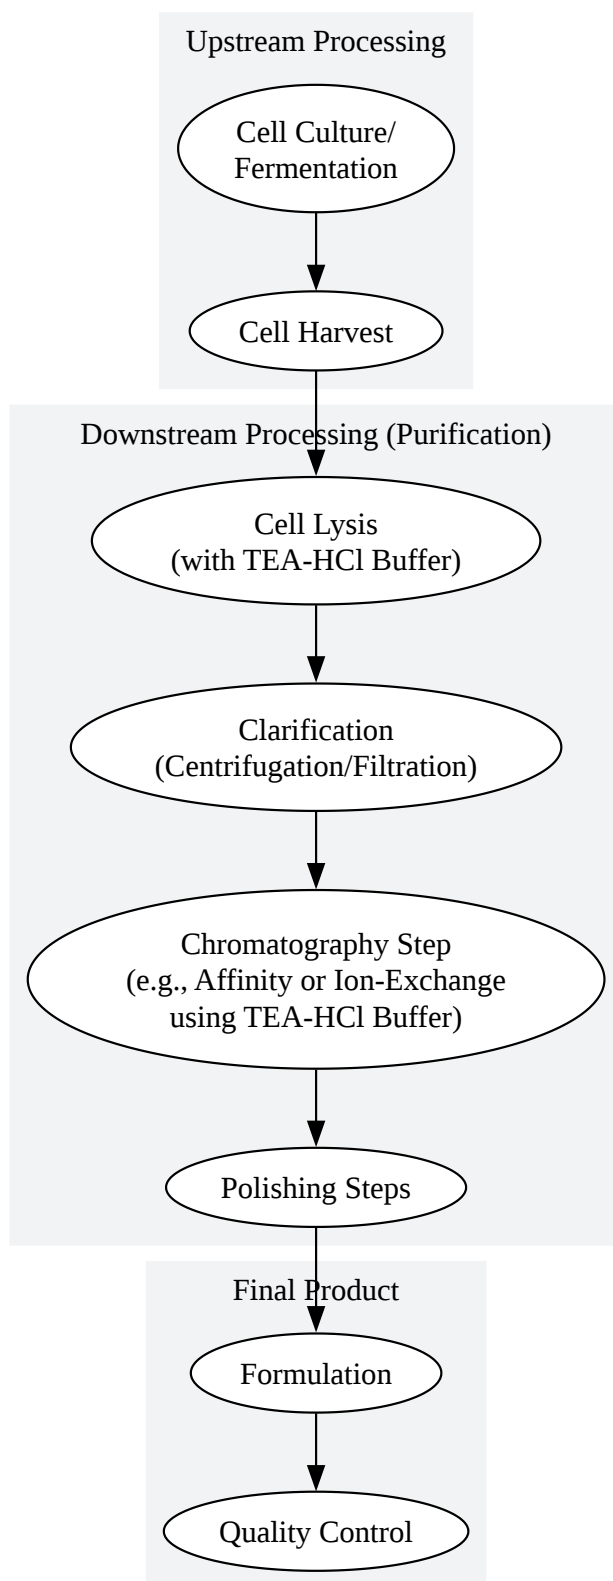 Upstream Processing
Cell Culture/
Fermentation
Cell Harvest
Downstream Processing (Purification)
Cell Lysis
(with TEA-HCl Buffer)
Clarification
(Centrifugation/Filtration)
Chromatography Step
(e.g., Affinity or Ion-Exchange
using TEA-HCl Buffer)
Polishing Steps
Final Product
Formulation
Quality Control